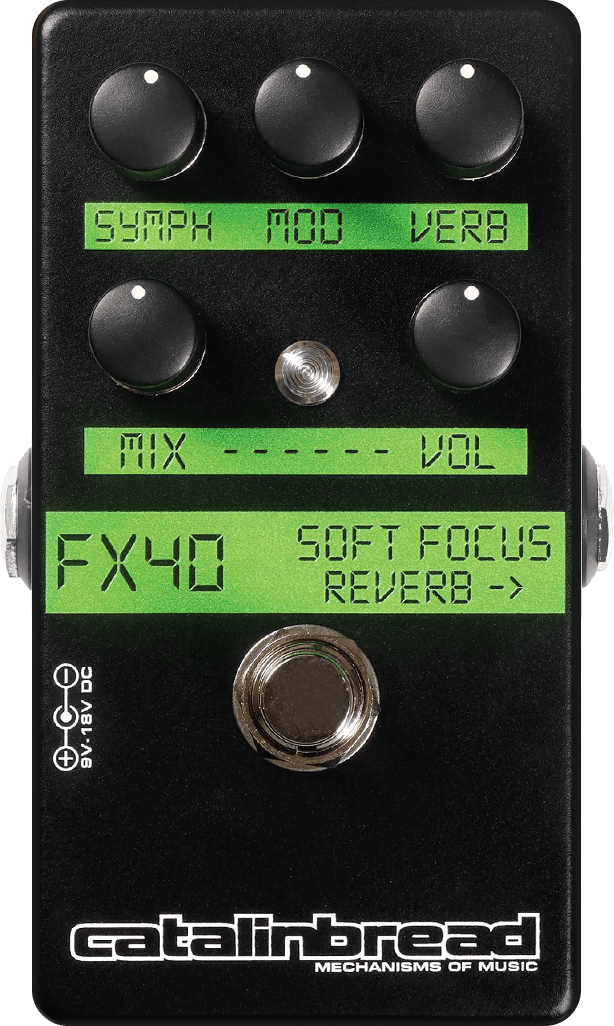 SYMPH MOD VERB
MIX ------ VOL
FX40
SOFT FOCUS
REVERB ->
9V-18V DC
catalinbread
MECHANISMS OF MUSIC